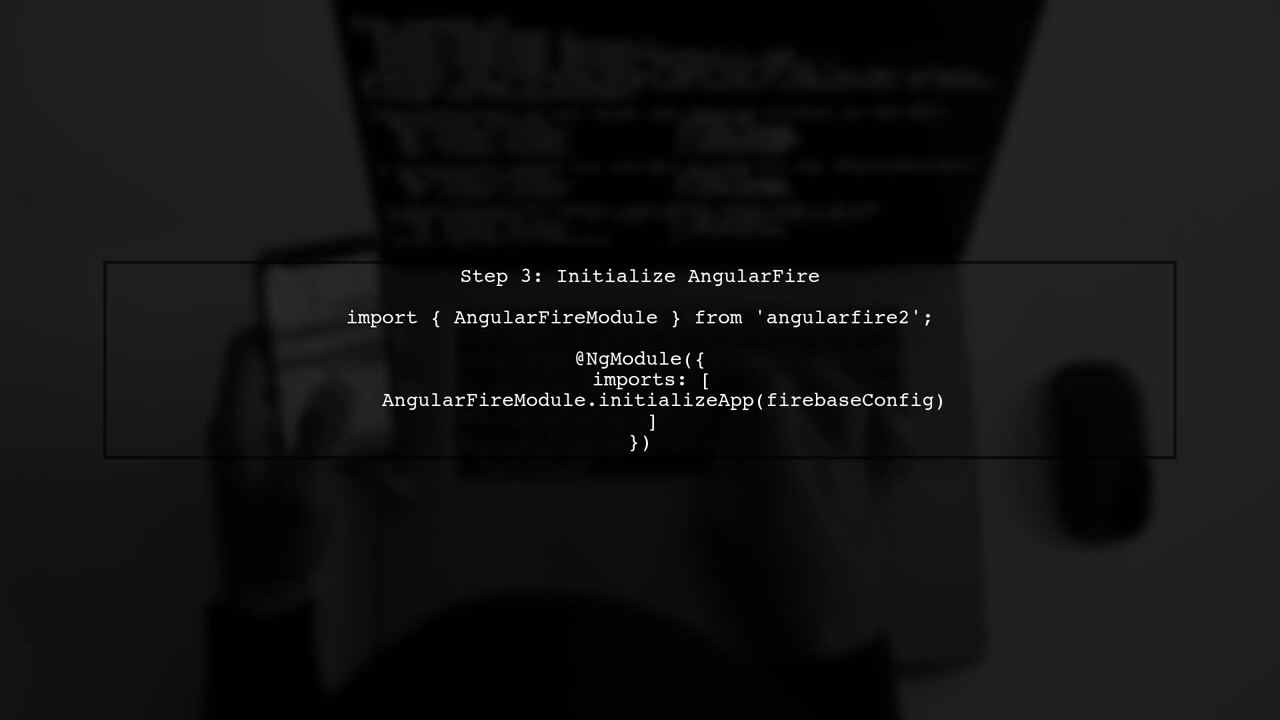 Step 3: Initialize AngularFire
import { AngularFireModule } from 'angularfire2';
@NgModule({
imports: [
AngularFireModule.initializeApp(firebaseConfig)
]
})